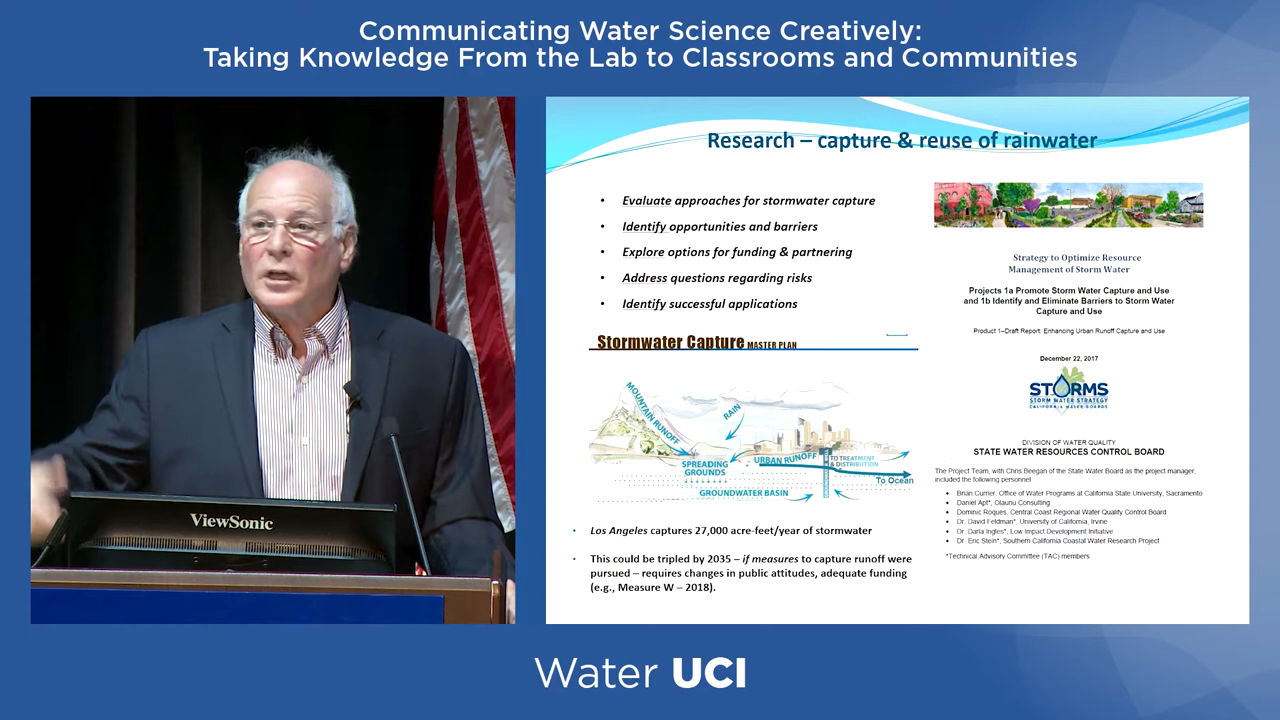 Communicating Water Science Creatively:
Taking Knowledge From the Lab to Classrooms and Communities
ViewSonic
Research – capture & reuse of rainwater
• Evaluate approaches for stormwater capture
• Identify opportunities and barriers
• Explore options for funding & partnering
• Address questions regarding risks
• Identify successful applications
Stormwater Capture MASTER PLAN
MOUNTAIN RUNOFF
RAIN
SPREADING
GROUNDS
URBAN RUNOFF
TO TREATMENT
& DISTRIBUTION
To Ocean
GROUNDWATER BASIN
• Los Angeles captures 27,000 acre-feet/year of stormwater
• This could be tripled by 2035 – if measures to capture runoff were
pursued – requires changes in public attitudes, adequate funding
(e.g., Measure W – 2018).
Strategy to Optimize Resource
Management of Storm Water
Projects 1a Promote Storm Water Capture and Use
and 1b Identify and Eliminate Barriers to Storm Water
Capture and Use
Product 1–Draft Report: Enhancing Urban Runoff Capture and Use
December 22, 2017
STORMS
STORM WATER STRATEGY
CALIFORNIA WATER BOARDS
DIVISION OF WATER QUALITY
STATE WATER RESOURCES CONTROL BOARD
The Project Team, with Chris Beegan of the State Water Board as the project manager,
included the following personnel
• Brian Currier, Office of Water Programs at California State University, Sacramento
• Daniel Apt*, Olaunu Consulting
• Dominic Roques, Central Coast Regional Water Quality Control Board
• Dr. David Feldman*, University of California, Irvine
• Dr. Darla Inglis*, Low Impact Development Initiative
• Dr. Eric Stein*, Southern California Coastal Water Research Project
*Technical Advisory Committee (TAC) members
Water UCI